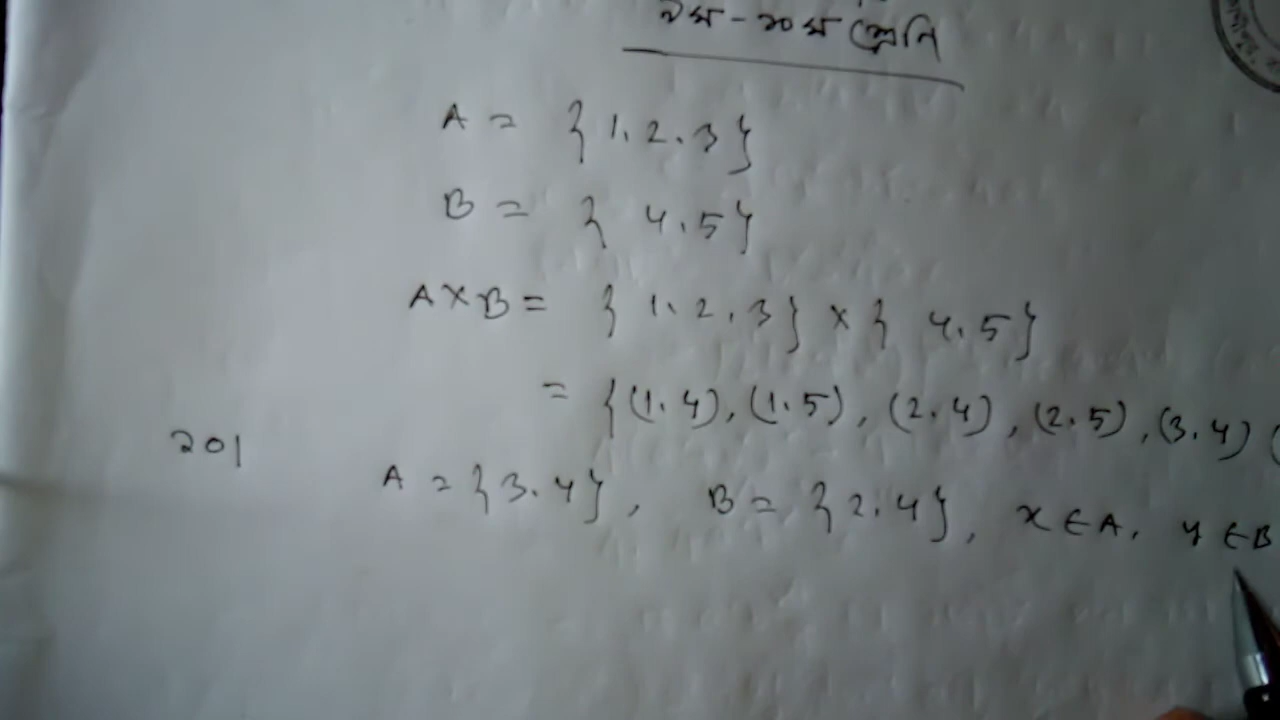 ৯ম-১০ম শ্রেণি
A = {1, 2, 3}
B = {4, 5}
A×B = {1, 2, 3} × {4, 5}
= {(1, 4), (1, 5), (2, 4), (2, 5), (3, 4) (
২০। A = {3, 4}, B = {2, 4}, x ∈ A, y ∈ B